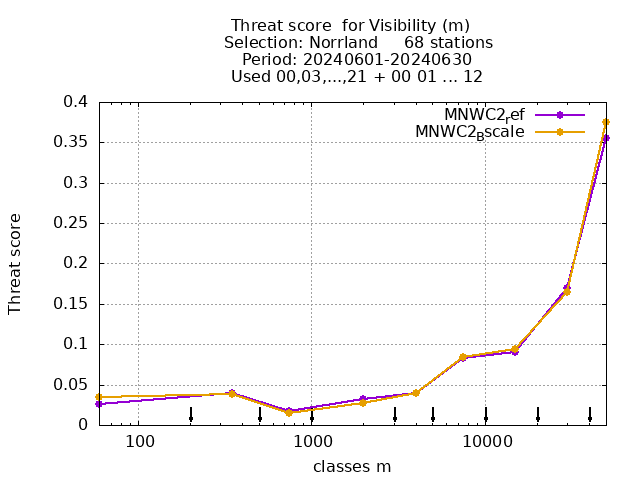 Threat score  for Visibility (m)
Selection: Norrland     68 stations
Period: 20240601-20240630
Used 00,03,...,21 + 00 01 ... 12
MNWC2ref
MNWC2Bscale
0.4
0.35
0.3
0.25
0.2
0.15
0.1
0.05
0
Threat score
100 1000 10000
classes m